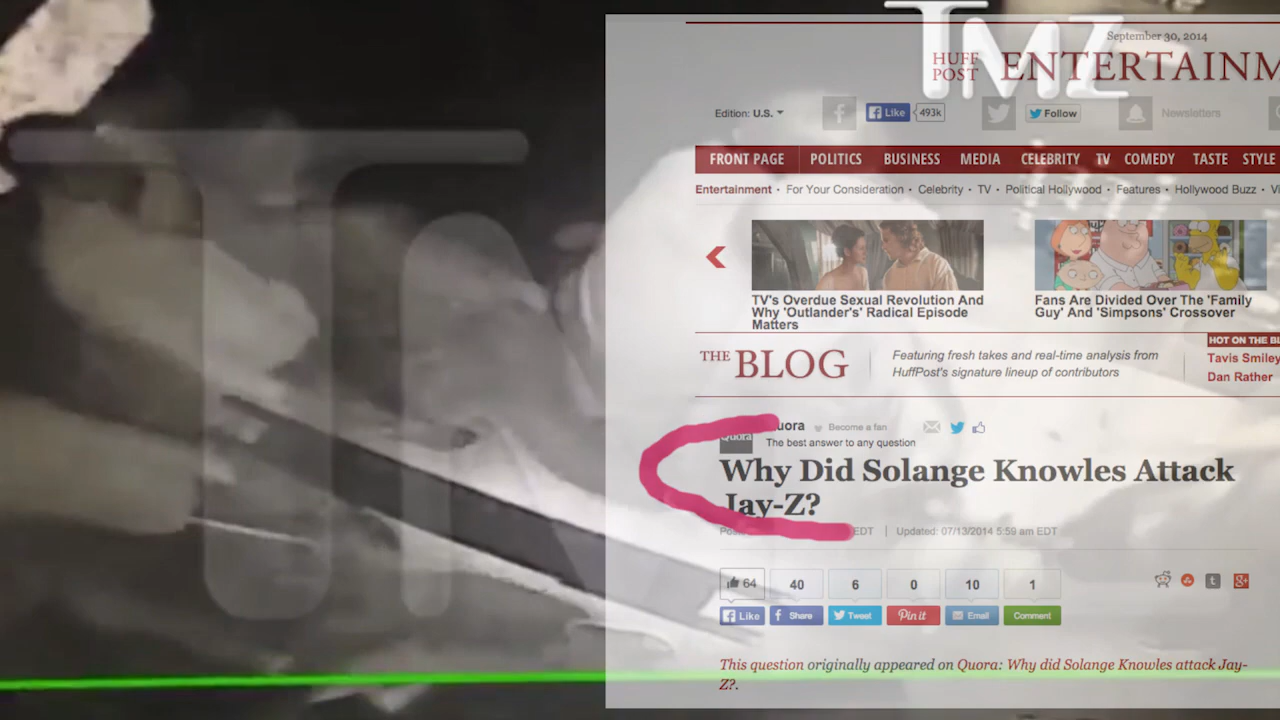 TMZ
September 30, 2014
HUFF
POST
ENTERTAINM
Edition: U.S.
Like
493k
Follow
Newsletters
FRONT PAGE POLITICS BUSINESS MEDIA CELEBRITY TV COMEDY TASTE STYLE
Entertainment · For Your Consideration · Celebrity · TV · Political Hollywood · Features · Hollywood Buzz · Vi
TV's Overdue Sexual Revolution And
Why 'Outlander's' Radical Episode
Matters
Fans Are Divided Over The 'Family
Guy' And 'Simpsons' Crossover
THE BLOG
Featuring fresh takes and real-time analysis from
HuffPost's signature lineup of contributors
HOT ON THE BL
Tavis Smiley
Dan Rather
Quora
uora Become a fan
The best answer to any question
Why Did Solange Knowles Attack
Jay-Z?
EDT | Updated: 07/13/2014 5:59 am EDT
64 40 6 0 10 1
Like Share Tweet Pin it Email Comment
This question originally appeared on Quora: Why did Solange Knowles attack Jay-
Z?.